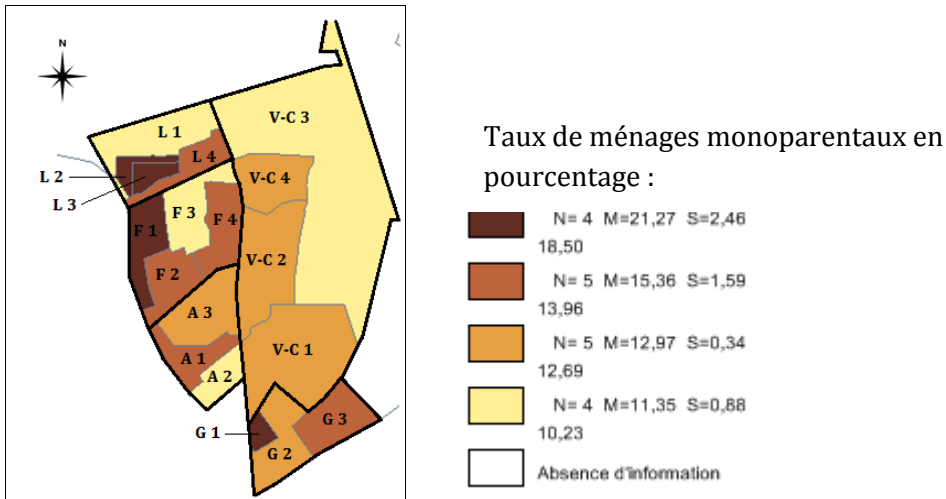 N
V-C 3
L 1
L 4
L 2
V-C 4
L 3
F 3
F 4
F 1
V-C 2
F 2
A 3
V-C 1
A 1
A 2
G 3
G 1
G 2
Taux de ménages monoparentaux en
pourcentage :
N= 4 M=21,27 S=2,46
18,50
N= 5 M=15,36 S=1,59
13,96
N= 5 M=12,97 S=0,34
12,69
N= 4 M=11,35 S=0,88
10,23
Absence d'information